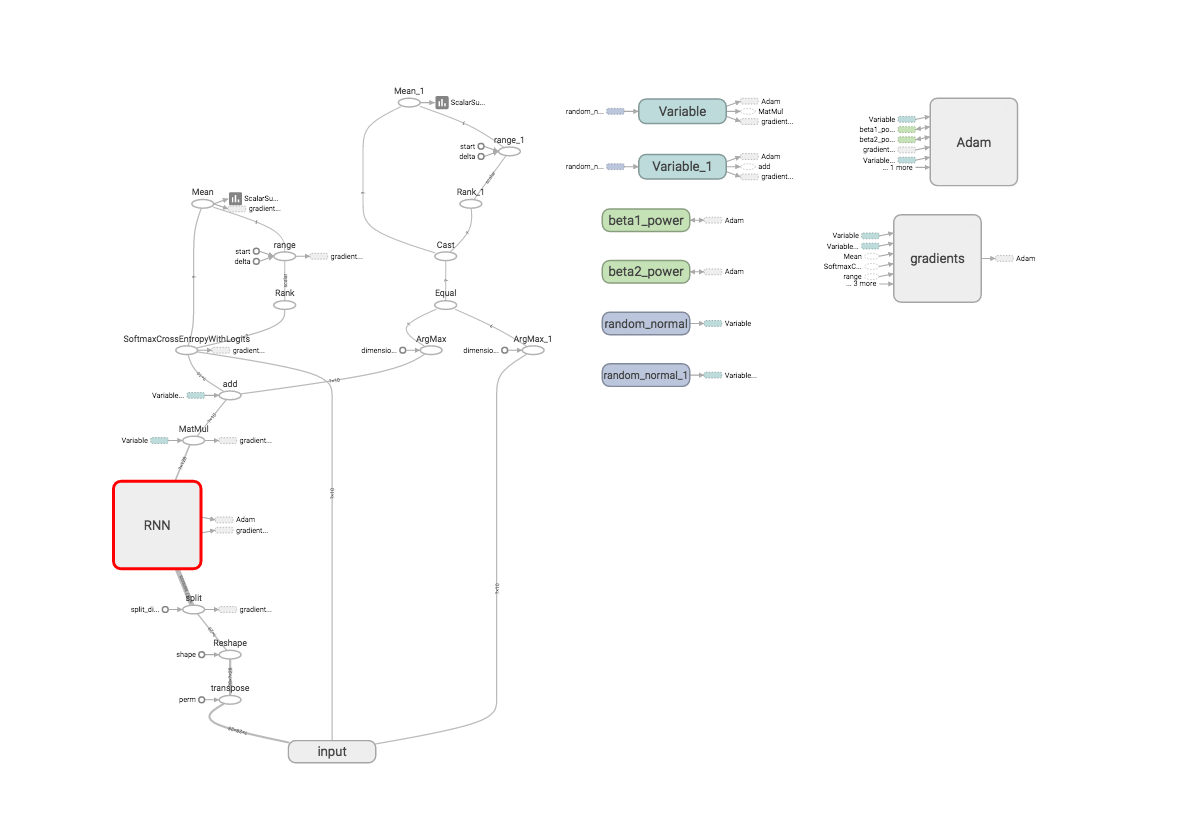 Mean_1
ScalarSu...
start
delta
range_1
Rank_1
Mean
ScalarSu...
gradient...
start
delta
range
gradient...
Cast
Rank
Equal
SoftmaxCrossEntropyWithLogits
gradient...
dimensio...
ArgMax
dimensio...
ArgMax_1
add
Variable...
MatMul
Variable
gradient...
RNN
Adam
gradient...
split
split_di...
gradient...
Reshape
shape
transpose
perm
input
random_n...
Variable
Adam
MatMul
gradient...
random_n...
Variable_1
Adam
add
gradient...
beta1_power
Adam
beta2_power
Adam
random_normal
Variable
random_normal_1
Variable...
Variable
beta1_po...
beta2_po...
gradient...
Variable...
... 1 more
Adam
Variable
Variable...
Mean
SoftmaxC...
range
... 3 more
gradients
Adam